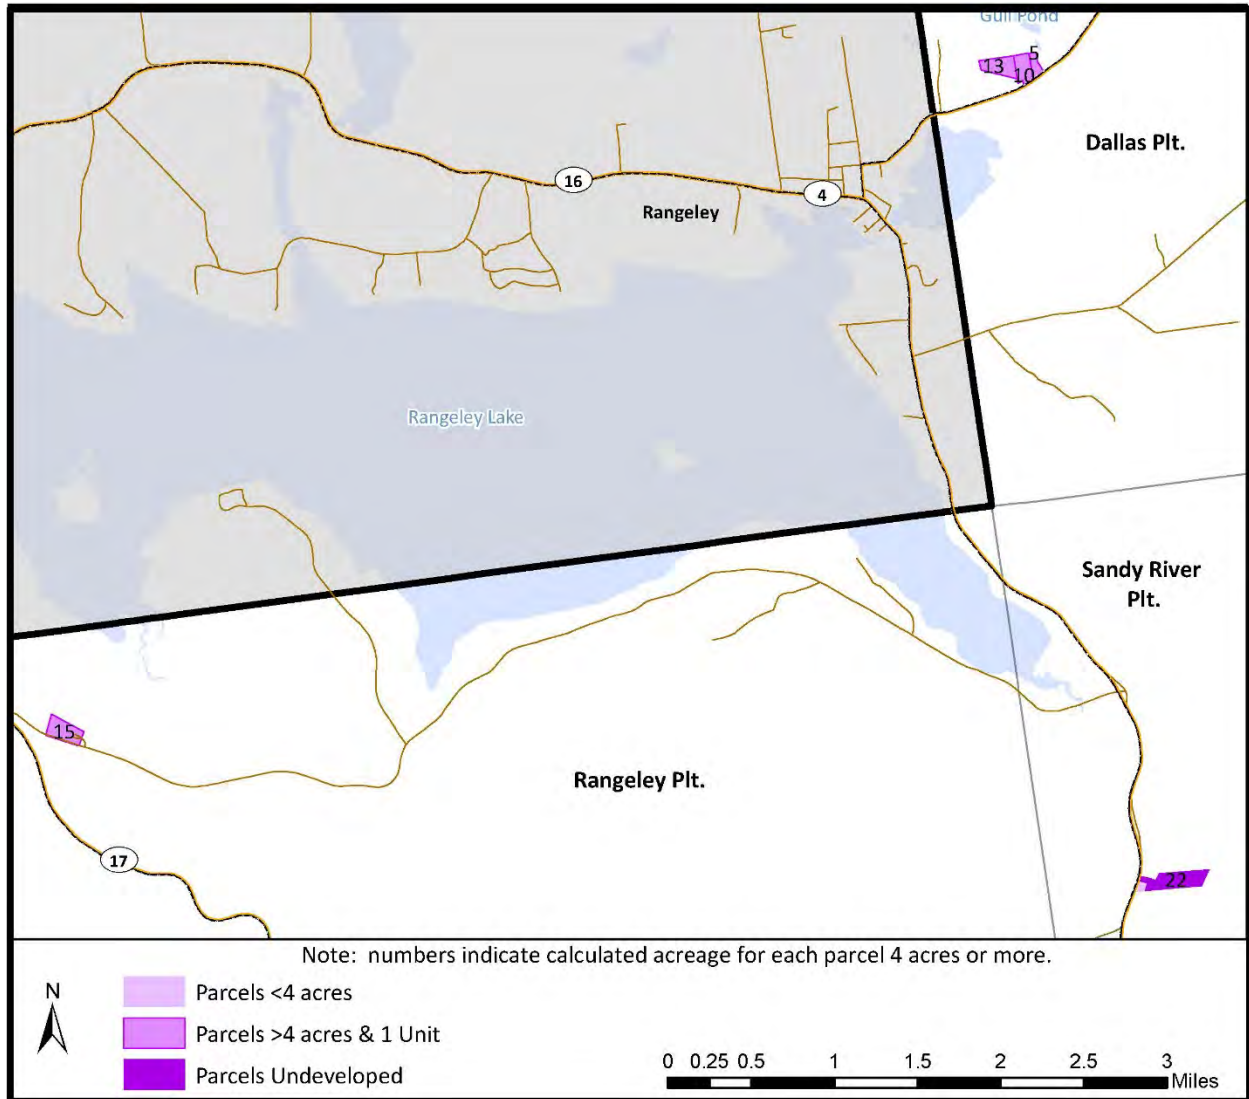 Gull Pond
5
13
10
Dallas Plt.
16
4
Rangeley
Rangeley Lake
Sandy River
Plt.
15
Rangeley Plt.
17
22
Note: numbers indicate calculated acreage for each parcel 4 acres or more.
N
Parcels <4 acres
Parcels >4 acres & 1 Unit
Parcels Undeveloped
0 0.25 0.5 1 1.5 2 2.5 3
Miles